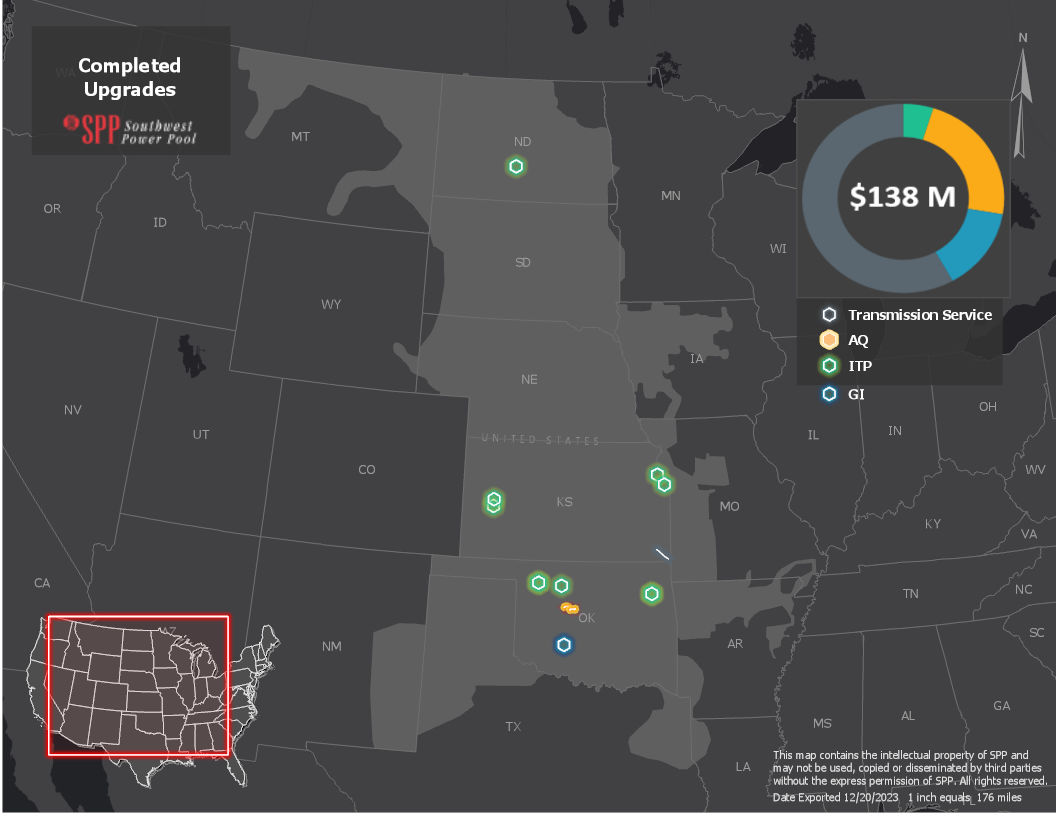 Completed
Upgrades
SPP Southwest
Power Pool
WA
MT
ND
MN
OR
ID
WI
SD
WY
IA
NE
NV
UT
CO
UNITED STATES
KS
MO
IL
IN
OH
WV
KY
VA
CA
AZ
NM
OK
AR
TN
NC
SC
TX
LA
MS
AL
GA
FL
N
$138 M
Transmission Service
AQ
ITP
GI
This map contains the intellectual property of SPP and
may not be used, copied or disseminated by third parties
without the express permission of SPP. All rights reserved.
Date Exported 12/20/2023 1 inch equals 176 miles